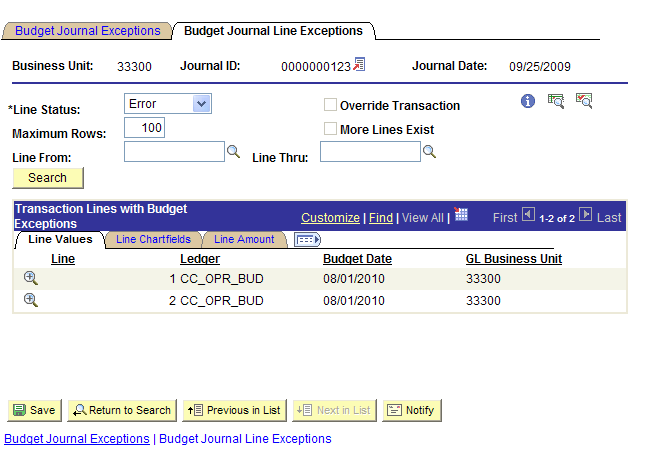 Budget Journal Exceptions Budget Journal Line Exceptions
Business Unit: 33300 Journal ID: 0000000123 Journal Date: 09/25/2009
*Line Status: Error Override Transaction
Maximum Rows: 100 More Lines Exist
Line From: Line Thru:
Search
Transaction Lines with Budget Exceptions Customize | Find | View All | First 1-2 of 2 Last
Line Values Line Chartfields Line Amount
Line Ledger Budget Date GL Business Unit
1 CC_OPR_BUD 08/01/2010 33300
2 CC_OPR_BUD 08/01/2010 33300
Save Return to Search Previous in List Next in List Notify
Budget Journal Exceptions | Budget Journal Line Exceptions